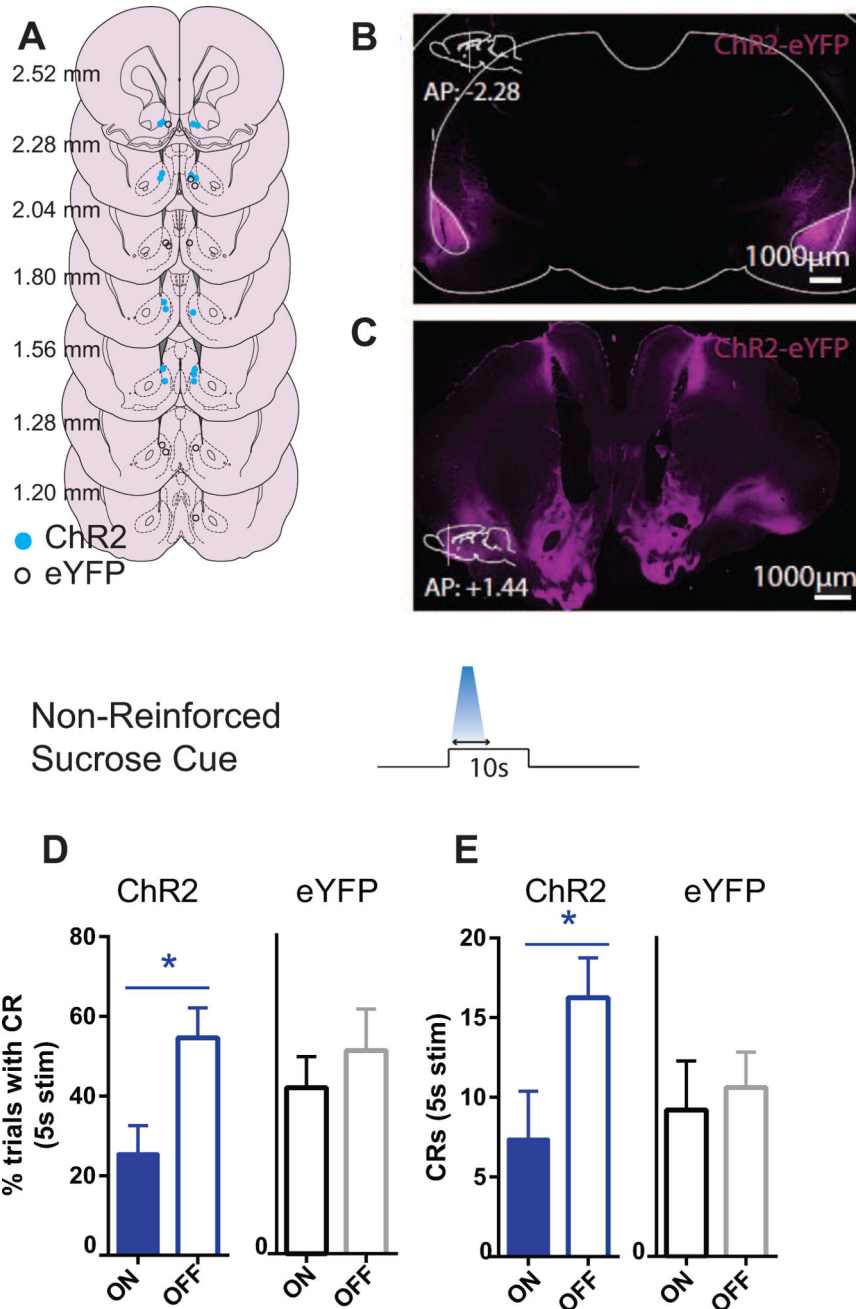 A
2.52 mm
2.28 mm
2.04 mm
1.80 mm
1.56 mm
1.28 mm
1.20 mm
ChR2
eYFP
B
ChR2-eYFP
AP: -2.28
1000µm
C
ChR2-eYFP
AP: +1.44
1000µm
Non-Reinforced
Sucrose Cue
10s
D
ChR2
eYFP
% trials with CR
(5s stim)
80
60
40
20
0
*
ON
OFF
0
ON
OFF
E
ChR2
eYFP
CRs (5s stim)
20
15
10
5
0
*
ON
OFF
0
ON
OFF